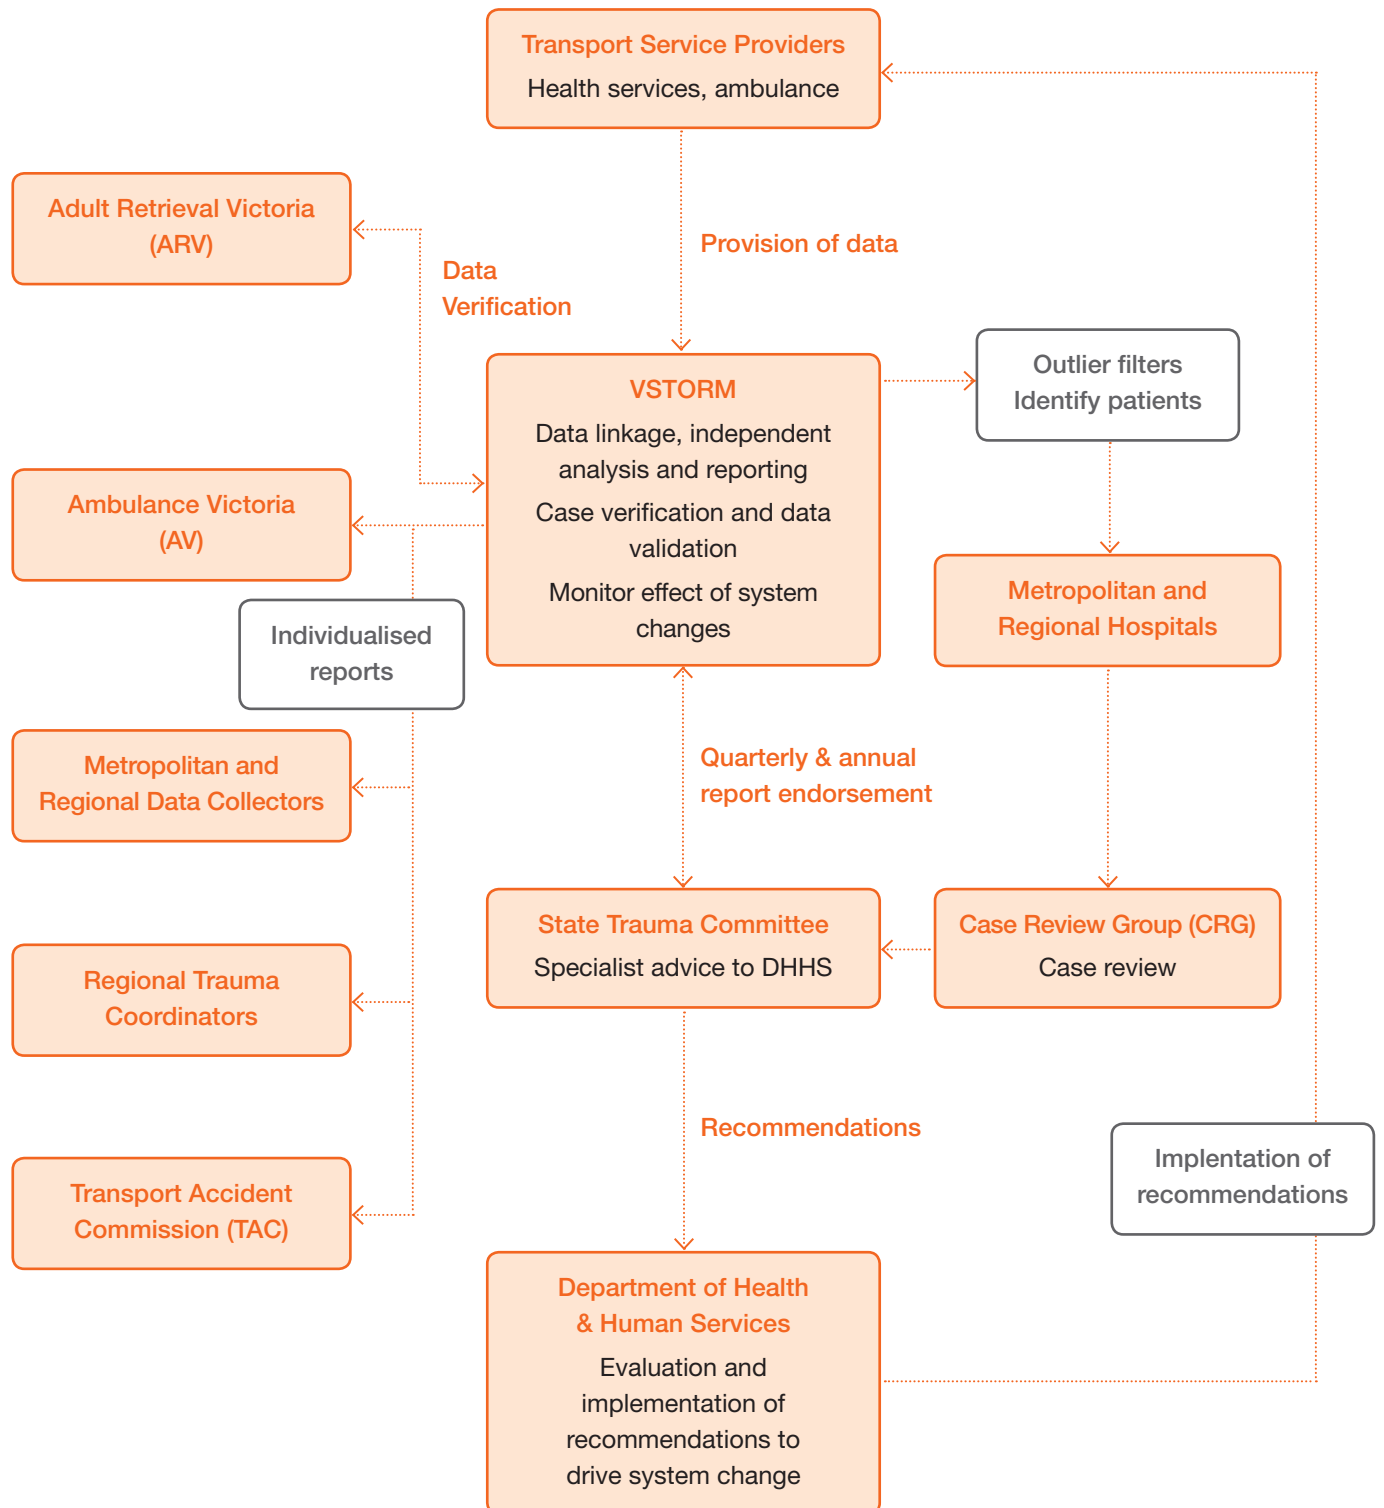 Transport Service Providers
Health services, ambulance
Adult Retrieval Victoria
(ARV)
Provision of data
Data
Verification
VSTORM
Data linkage, independent
analysis and reporting
Case verification and data
validation
Monitor effect of system
changes
Outlier filters
Identify patients
Ambulance Victoria
(AV)
Metropolitan and
Regional Hospitals
Individualised
reports
Metropolitan and
Regional Data Collectors
Quarterly & annual
report endorsement
State Trauma Committee
Specialist advice to DHHS
Case Review Group (CRG)
Case review
Regional Trauma
Coordinators
Recommendations
Implentation of
recommendations
Transport Accident
Commission (TAC)
Department of Health
& Human Services
Evaluation and
implementation of
recommendations to
drive system change